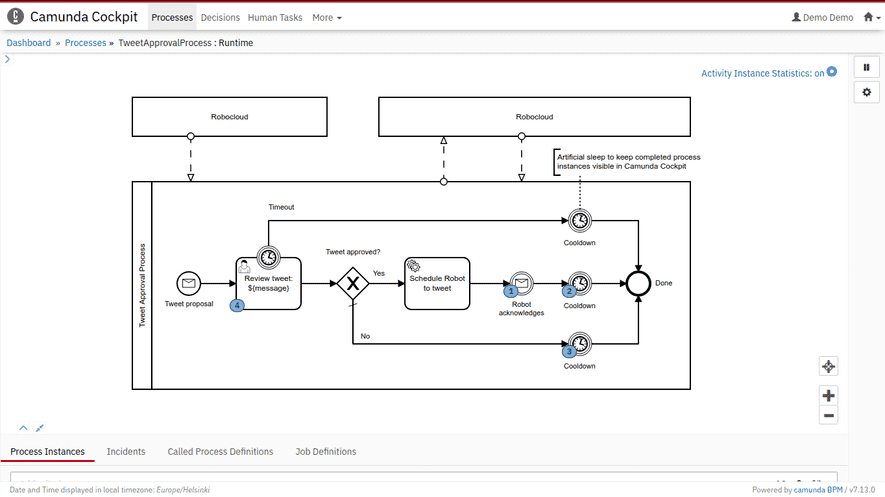 Camunda Cockpit
Processes Decisions Human Tasks More
Demo Demo
Dashboard » Processes » TweetApprovalProcess : Runtime
Activity Instance Statistics: on
Robocloud
Robocloud
Artificial sleep to keep completed process
instances visible in Camunda Cockpit
Tweet Approval Process
Timeout
Cooldown
Tweet approved?
Review tweet:
${message}
Yes
Schedule Robot
to tweet
X
Done
Tweet proposal
4
1
2
Robot
acknowledges
Cooldown
No
3
Cooldown
Process Instances Incidents Called Process Definitions Job Definitions
Date and Time displayed in local timezone: Europe/Helsinki
Powered by camunda BPM / v7.13.0